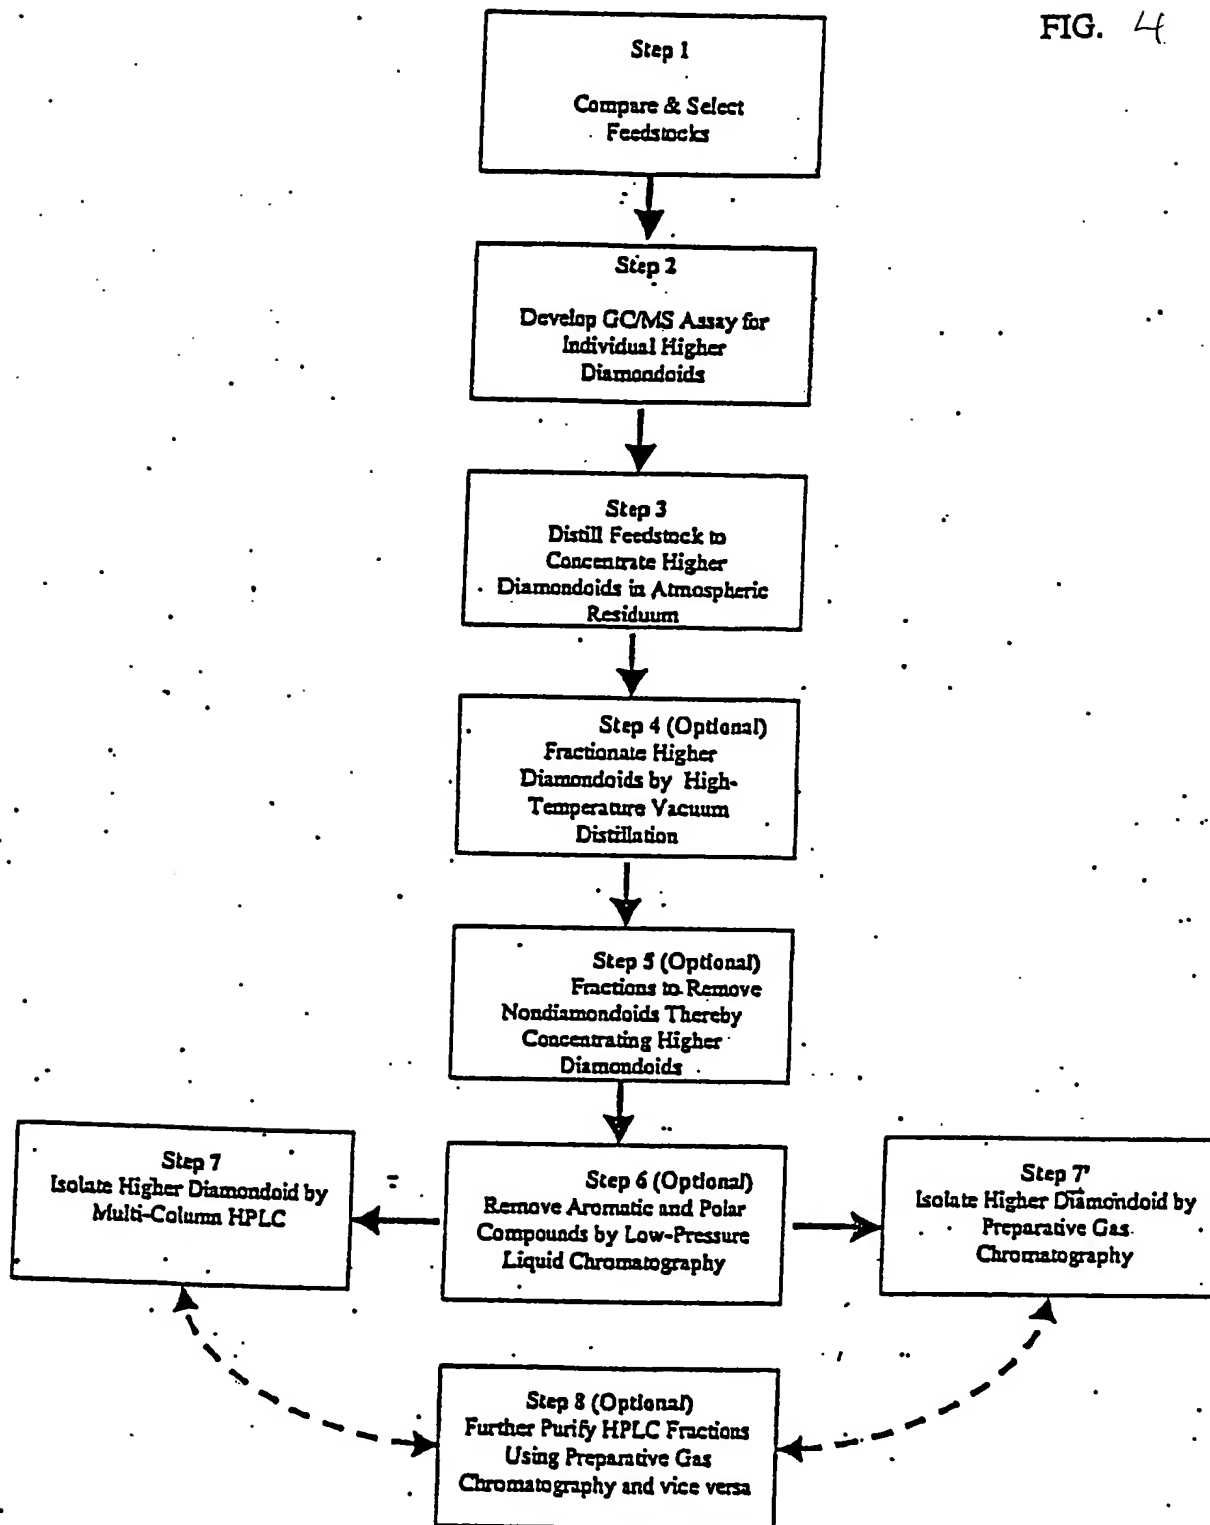 FIG. 4
Step 1
Compare & Select
Feedstocks
Step 2
Develop GC/MS Assay for
Individual Higher
Diamondoids
Step 3
Distill Feedstock to
Concentrate Higher
Diamondoids in Atmospheric
Residuum
Step 4 (Optional)
Fractionate Higher
Diamondoids by High-
Temperature Vacuum
Distillation
Step 5 (Optional)
Fractions to Remove
Nondiamondoids Thereby
Concentrating Higher
Diamondoids
Step 7
Isolate Higher Diamondoid by
Multi-Column HPLC
Step 6 (Optional)
Remove Aromatic and Polar
Compounds by Low-Pressure
Liquid Chromatography
Step 7'
Isolate Higher Diamondoid by
Preparative Gas
Chromatography
Step 8 (Optional)
Further Purify HPLC Fractions
Using Preparative Gas
Chromatography and vice versa